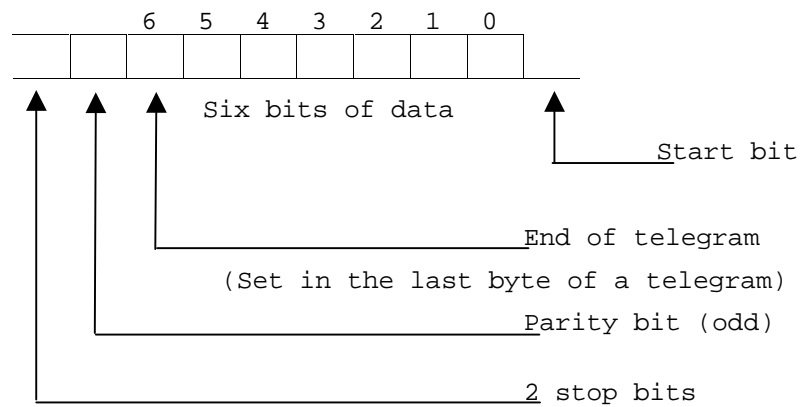 6 5 4 3 2 1 0
Six bits of data
Start bit
End of telegram
(Set in the last byte of a telegram)
Parity bit (odd)
2 stop bits